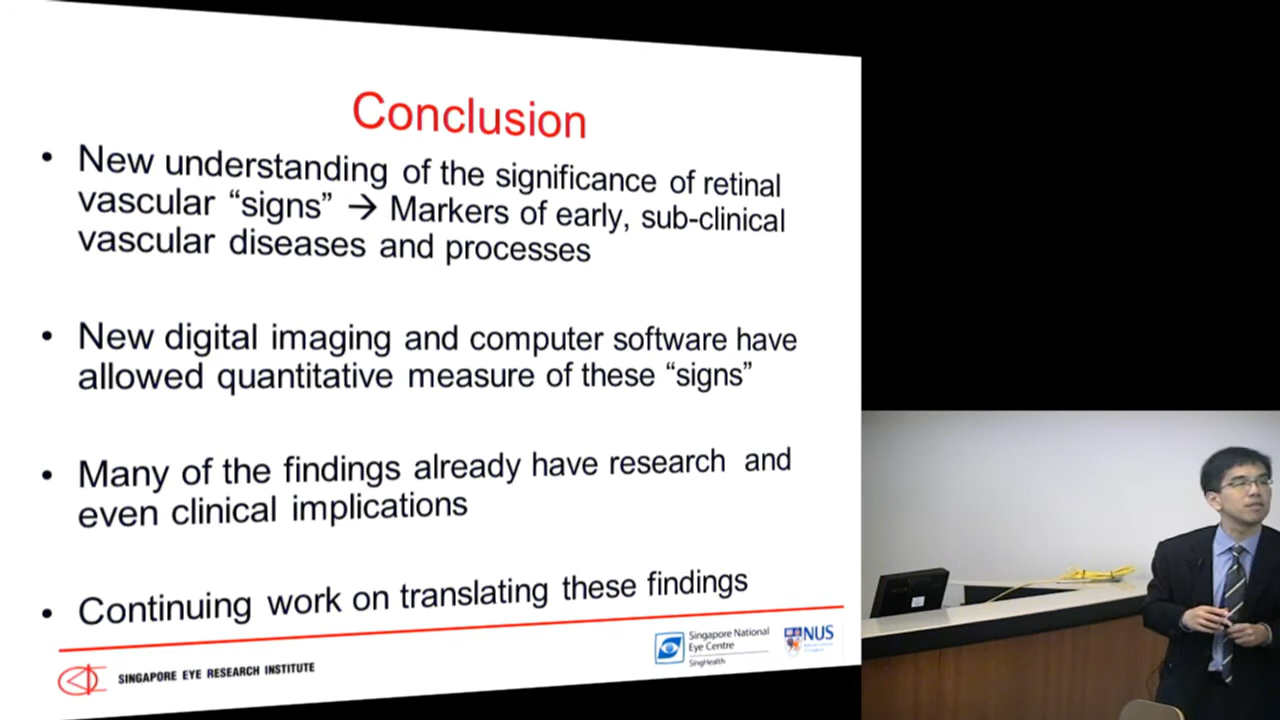 Conclusion
• New understanding of the significance of retinal
vascular “signs” → Markers of early, sub-clinical
vascular diseases and processes
• New digital imaging and computer software have
allowed quantitative measure of these “signs”
• Many of the findings already have research and
even clinical implications
• Continuing work on translating these findings
SINGAPORE EYE RESEARCH INSTITUTE
Singapore National
Eye Centre
SingHealth
NUS